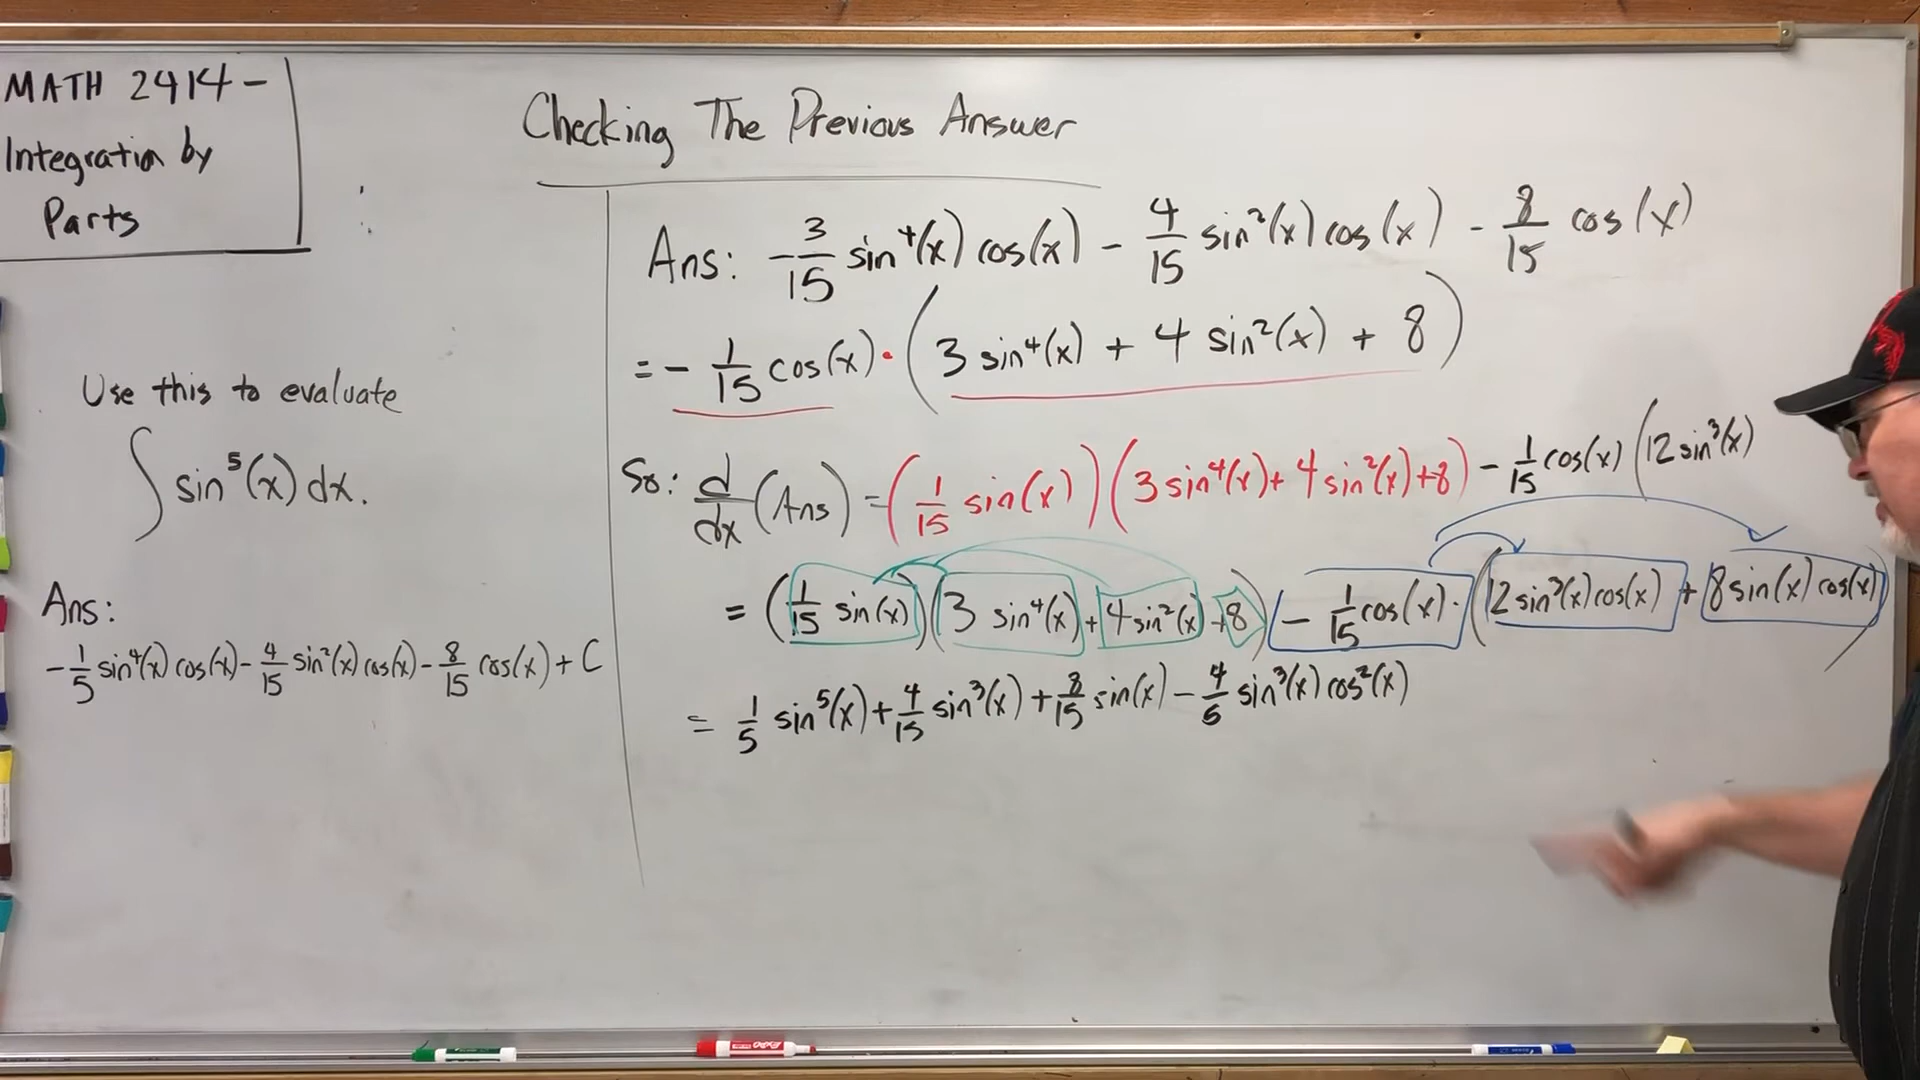 MATH 2414 -
Integration by
Parts
Checking The Previous Answer
Use this to evaluate
∫ sin⁵(x) dx.
Ans:
-1/5 sin⁴(x) cos(x) - 4/15 sin²(x) cos(x) - 8/15 cos(x) + C
Ans: -3/15 sin⁴(x) cos(x) - 4/15 sin²(x) cos(x) - 8/15 cos(x)
= - 1/15 cos(x) · (3 sin⁴(x) + 4 sin²(x) + 8)
So: d/dx (Ans) = (1/15 sin(x)) (3 sin⁴(x) + 4 sin²(x) + 8) - 1/15 cos(x) (12 sin³(x)
= (1/15 sin(x)) (3 sin⁴(x) + 4 sin²(x) + 8) - 1/15 cos(x) · (12 sin³(x) cos(x) + 8 sin(x) cos(x))
= 1/5 sin⁵(x) + 4/15 sin³(x) + 8/15 sin(x) - 4/5 sin³(x) cos²(x)